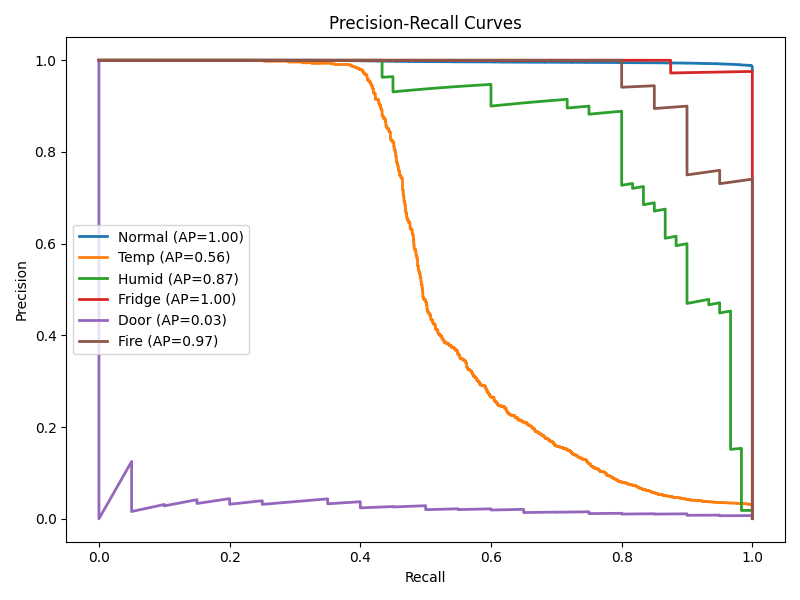 Precision-Recall Curves
Precision
1.0
0.8
0.6
0.4
0.2
0.0
Normal (AP=1.00)
Temp (AP=0.56)
Humid (AP=0.87)
Fridge (AP=1.00)
Door (AP=0.03)
Fire (AP=0.97)
0.0 0.2 0.4 0.6 0.8 1.0
Recall